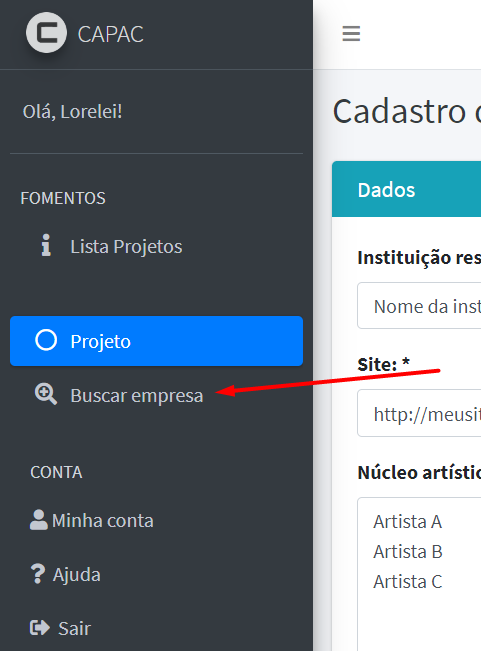 CAPAC
Olá, Lorelei!
FOMENTOS
Lista Projetos
Projeto
Buscar empresa
CONTA
Minha conta
Ajuda
Sair
Cadastro
Dados
Instituição res
Nome da inst
Site: *
http://meusit
Núcleo artístic
Artista A
Artista B
Artista C